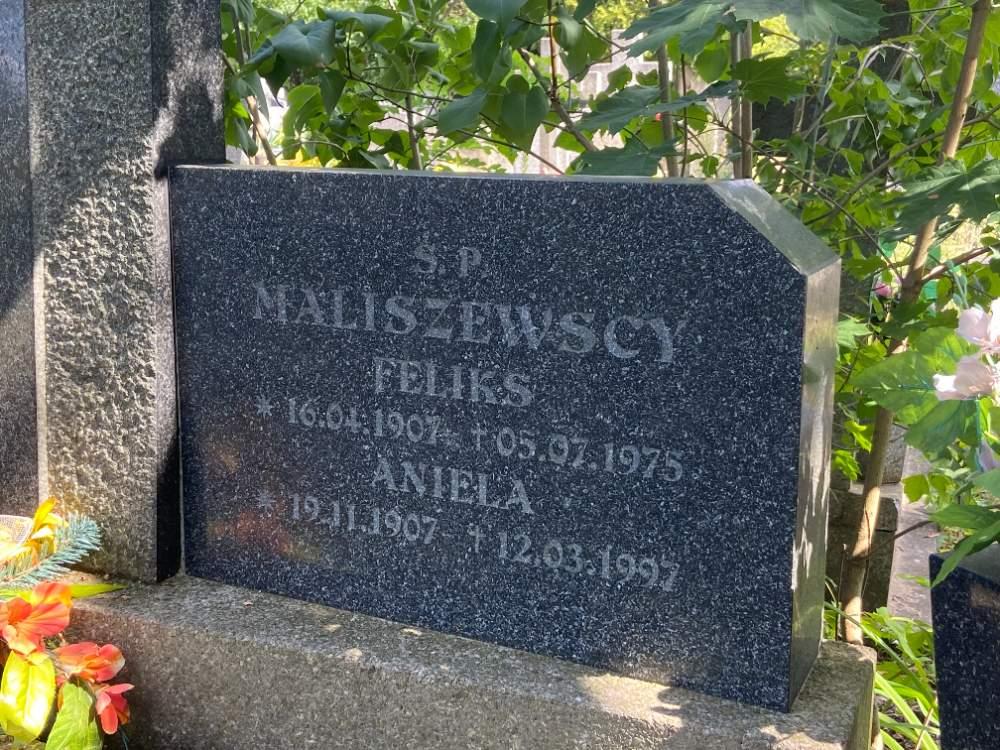 Ś. P.
MALISZEWSCY
FELIKS
* 16.04.1907 - † 05.07.1975
ANIELA
* 19.11.1907 - † 12.03.1997